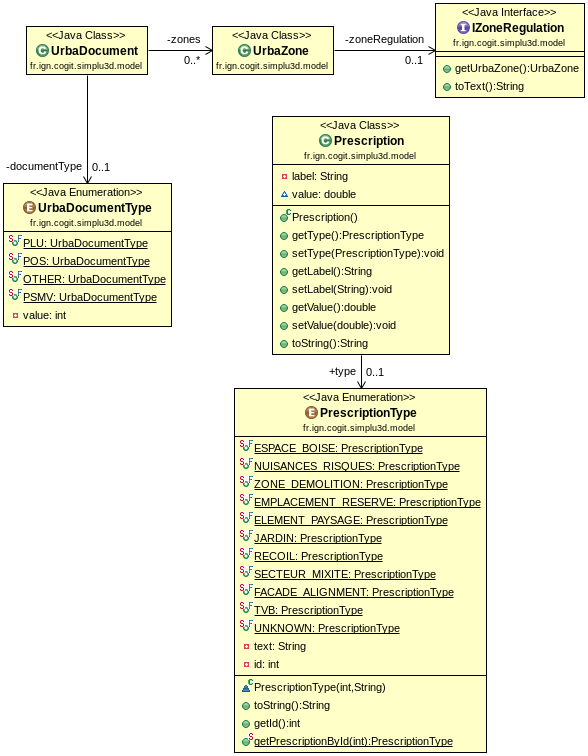 <<Java Class>>
UrbaDocument
fr.ign.cogit.simplu3d.model
-zones
0..*
<<Java Class>>
UrbaZone
fr.ign.cogit.simplu3d.model
-zoneRegulation
0..1
<<Java Interface>>
IZoneRegulation
fr.ign.cogit.simplu3d.model
getUrbaZone():UrbaZone
toText():String
-documentType
0..1
<<Java Enumeration>>
UrbaDocumentType
fr.ign.cogit.simplu3d.model
PLU: UrbaDocumentType
POS: UrbaDocumentType
OTHER: UrbaDocumentType
PSMV: UrbaDocumentType
value: int
<<Java Class>>
Prescription
fr.ign.cogit.simplu3d.model
label: String
value: double
Prescription()
getType():PrescriptionType
setType(PrescriptionType):void
getLabel():String
setLabel(String):void
getValue():double
setValue(double):void
toString():String
+type
0..1
<<Java Enumeration>>
PrescriptionType
fr.ign.cogit.simplu3d.model
ESPACE_BOISE: PrescriptionType
NUISANCES_RISQUES: PrescriptionType
ZONE_DEMOLITION: PrescriptionType
EMPLACEMENT_RESERVE: PrescriptionType
ELEMENT_PAYSAGE: PrescriptionType
JARDIN: PrescriptionType
RECOIL: PrescriptionType
SECTEUR_MIXITE: PrescriptionType
FACADE_ALIGNMENT: PrescriptionType
TVB: PrescriptionType
UNKNOWN: PrescriptionType
text: String
id: int
PrescriptionType(int,String)
toString():String
getId():int
getPrescriptionById(int):PrescriptionType